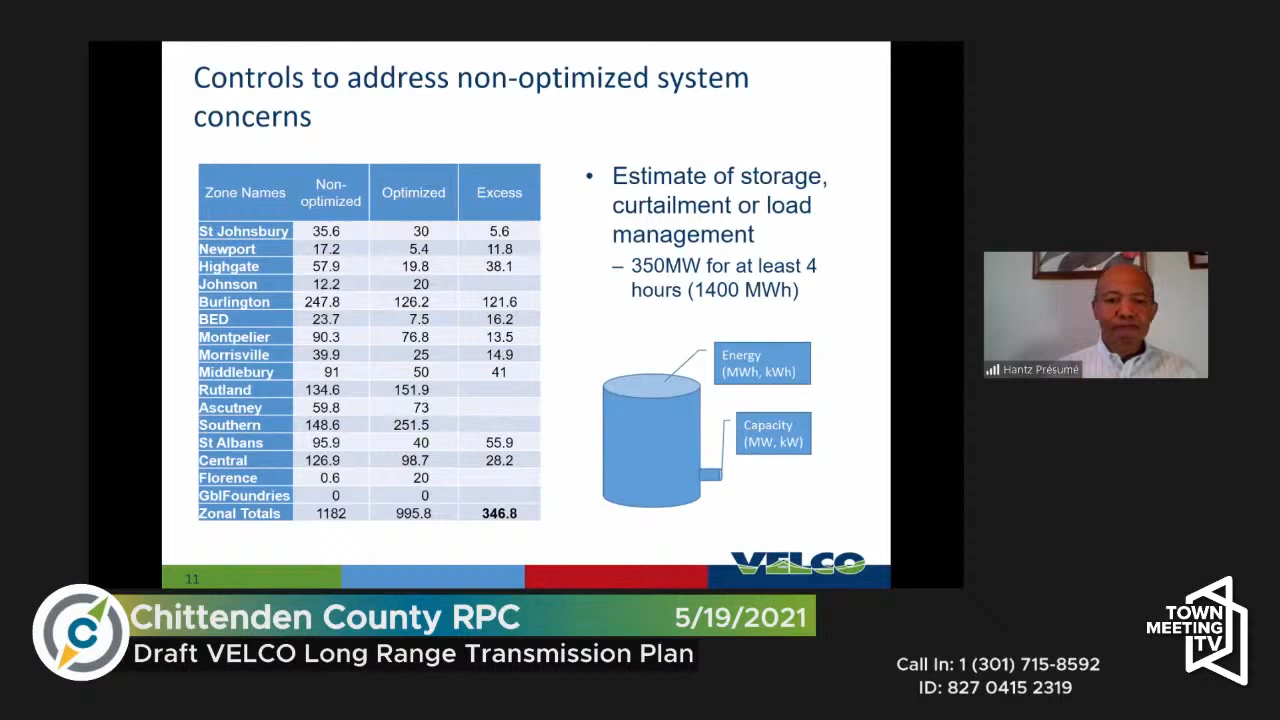 Controls to address non-optimized system
concerns
Zone Names Non-optimized Optimized Excess
St Johnsbury 35.6 30 5.6
Newport 17.2 5.4 11.8
Highgate 57.9 19.8 38.1
Johnson 12.2 20
Burlington 247.8 126.2 121.6
BED 23.7 7.5 16.2
Montpelier 90.3 76.8 13.5
Morrisville 39.9 25 14.9
Middlebury 91 50 41
Rutland 134.6 151.9
Ascutney 59.8 73
Southern 148.6 251.5
St Albans 95.9 40 55.9
Central 126.9 98.7 28.2
Florence 0.6 20
GblFoundries 0 0
Zonal Totals 1182 995.8 346.8
• Estimate of storage,
curtailment or load
management
– 350MW for at least 4
hours (1400 MWh)
Energy
(MWh, kWh)
Capacity
(MW, kW)
Hantz Présumé
11
VELCO
C
Chittenden County RPC 5/19/2021
Draft VELCO Long Range Transmission Plan
TOWN
MEETING
TV
Call In: 1 (301) 715-8592
ID: 827 0415 2319